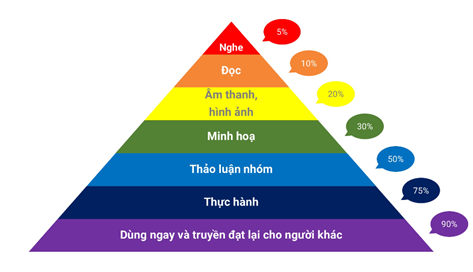 Nghe
5%
Đọc
10%
Âm thanh,
hình ảnh
20%
Minh hoạ
30%
Thảo luận nhóm
50%
Thực hành
75%
Dùng ngay và truyền đạt lại cho người khác
90%